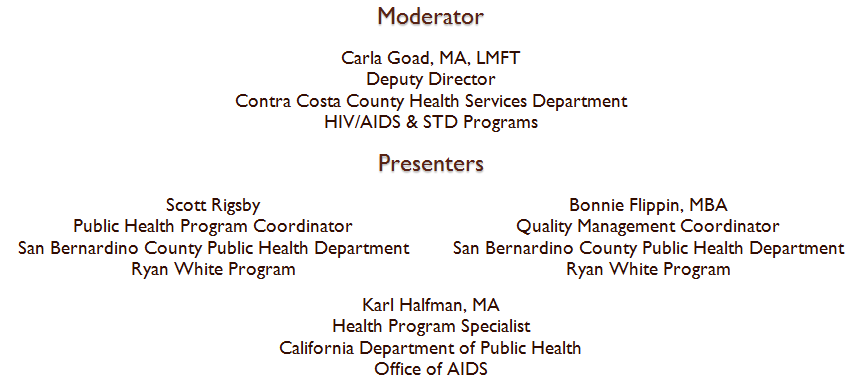 Moderator
Carla Goad, MA, LMFT
Deputy Director
Contra Costa County Health Services Department
HIV/AIDS & STD Programs
Presenters
Scott Rigsby
Public Health Program Coordinator
San Bernardino County Public Health Department
Ryan White Program
Bonnie Flippin, MBA
Quality Management Coordinator
San Bernardino County Public Health Department
Ryan White Program
Karl Halfman, MA
Health Program Specialist
California Department of Public Health
Office of AIDS